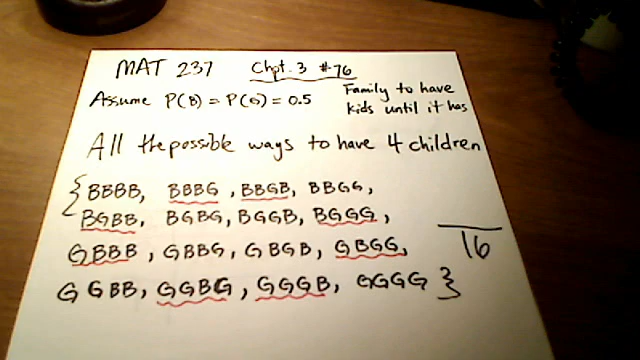 MAT 237 Chpt. 3 #76
Assume P(B) = P(G) = 0.5
Family to have
kids until it has
All the possible ways to have 4 children
{BBBB, BBBG, BBGB, BBGG,
BGBB, BGBG, BGGB, BGGG,
GBBB, GBBG, GBGB, GBGG,
GGBB, GGBG, GGGB, GGGG}
16